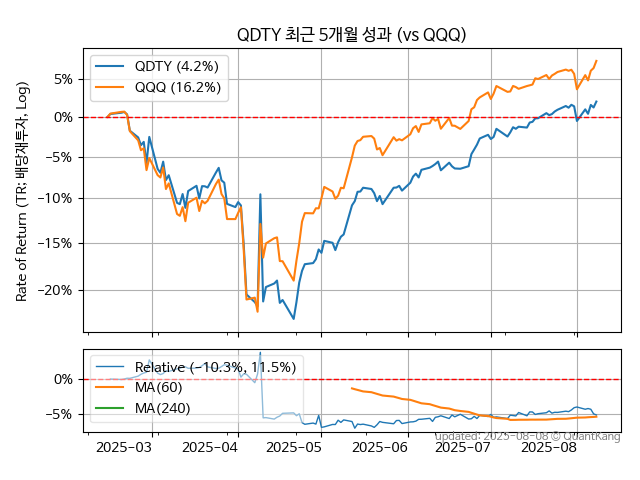 QDTY 최근 5개월 성과 (vs QQQ)
QDTY (4.2%)
QQQ (16.2%)
5%
0%
−5%
−10%
−15%
−20%
Rate of Return (TR: 배당재투자, Log)
Relative (−10.3%, 11.5%)
MA(60)
MA(240)
0%
−5%
2025−03
2025−04
2025−05
2025−06
2025−07
2025−08
updated: 2025-08-08 © QuantKang